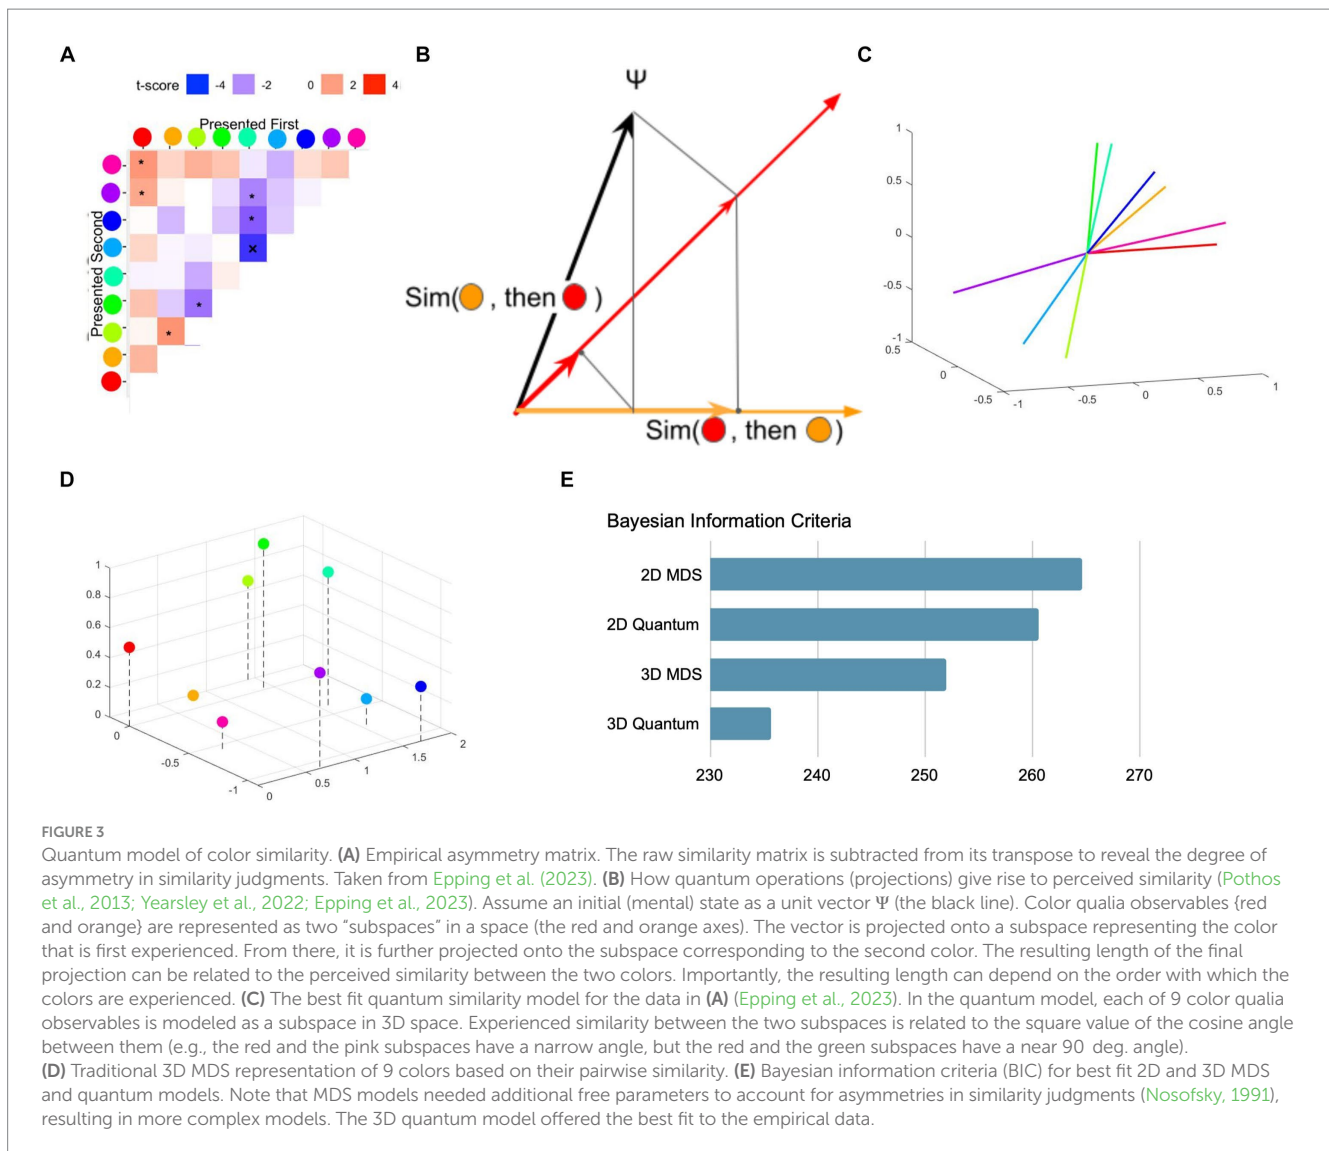 A
t-score -4 -2 0 2 4
Presented First
Presented Second
*
*
*
*
×
*
*
B
Ψ
Sim( , then )
Sim( , then )
C
1
0.5
0
-0.5
-1
0.5
0
-0.5
-1
-0.5
0
0.5
1
D
1
0.8
0.6
0.4
0.2
0
0
-0.5
-1
0
0.5
1
1.5
2
E
Bayesian Information Criteria
2D MDS
2D Quantum
3D MDS
3D Quantum
230 240 250 260 270
FIGURE 3
Quantum model of color similarity. (A) Empirical asymmetry matrix. The raw similarity matrix is subtracted from its transpose to reveal the degree of
asymmetry in similarity judgments. Taken from Epping et al. (2023). (B) How quantum operations (projections) give rise to perceived similarity (Pothos
et al., 2013; Yearsley et al., 2022; Epping et al., 2023). Assume an initial (mental) state as a unit vector Ψ (the black line). Color qualia observables {red
and orange} are represented as two “subspaces” in a space (the red and orange axes). The vector is projected onto a subspace representing the color
that is first experienced. From there, it is further projected onto the subspace corresponding to the second color. The resulting length of the final
projection can be related to the perceived similarity between the two colors. Importantly, the resulting length can depend on the order with which the
colors are experienced. (C) The best fit quantum similarity model for the data in (A) (Epping et al., 2023). In the quantum model, each of 9 color qualia
observables is modeled as a subspace in 3D space. Experienced similarity between the two subspaces is related to the square value of the cosine angle
between them (e.g., the red and the pink subspaces have a narrow angle, but the red and the green subspaces have a near 90 deg. angle).
(D) Traditional 3D MDS representation of 9 colors based on their pairwise similarity. (E) Bayesian information criteria (BIC) for best fit 2D and 3D MDS
and quantum models. Note that MDS models needed additional free parameters to account for asymmetries in similarity judgments (Nosofsky, 1991),
resulting in more complex models. The 3D quantum model offered the best fit to the empirical data.